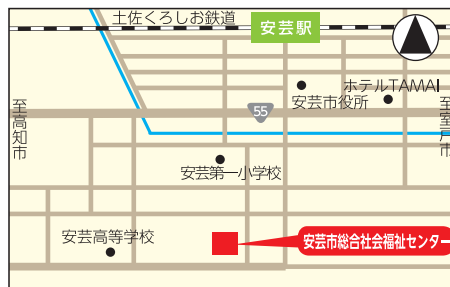 土佐くろしお鉄道
安芸駅
ホテルTAMAI
安芸市役所
至高知市
55
至室戸市
安芸第一小学校
安芸高等学校
安芸市総合社会福祉センター